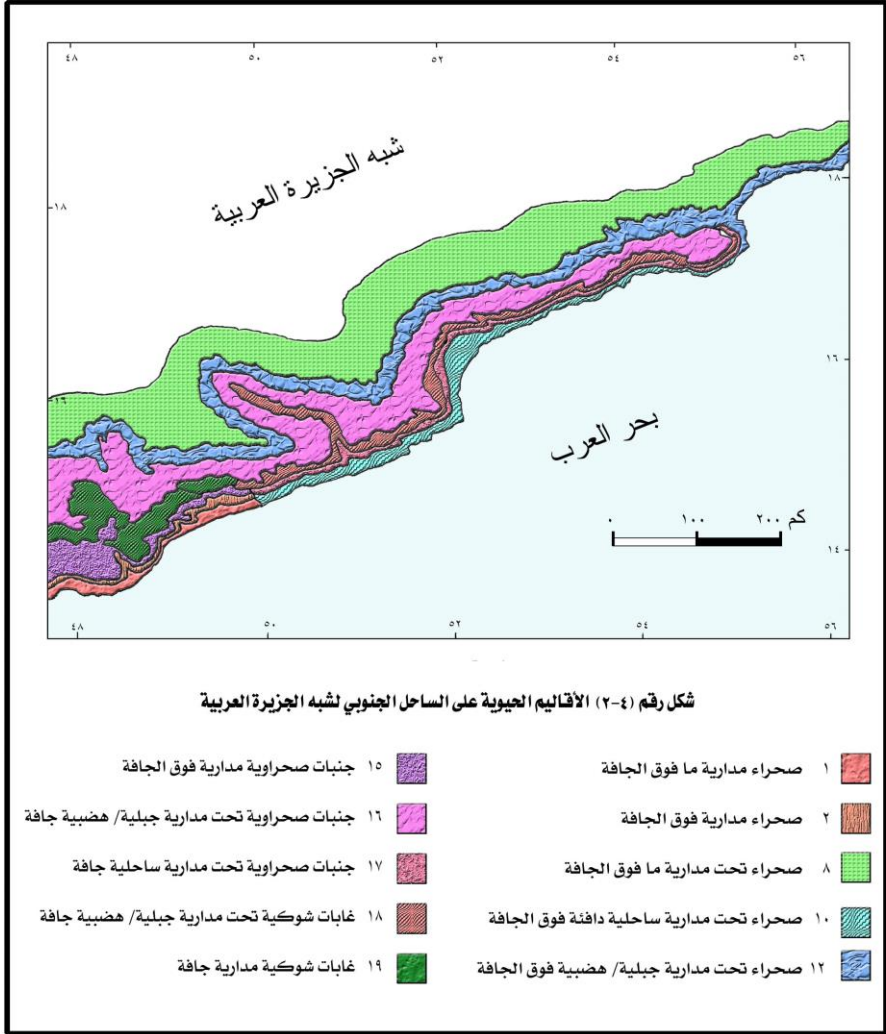 ٤٨ ٥٠ ٥٢ ٥٤ ٥٦
شبه الجزيرة العربية
١٨ ١٨
١٦ ١٦
بحر العرب
٠ ١٠٠ ٢٠٠ كم
١٤
٤٨ ٥٠ ٥٢ ٥٤ ٥٦
شكل رقم (٤-٢) الأقاليم الحيوية على الساحل الجنوبي لشبه الجزيرة العربية
١ صحراء مدارية ما فوق الجافة
٢ صحراء مدارية فوق الجافة
٨ صحراء تحت مدارية ما فوق الجافة
١٠ صحراء تحت مدارية ساحلية دافئة فوق الجافة
١٢ صحراء تحت مدارية جبلية/ هضبية فوق الجافة
١٥ جنبات صحراوية مدارية فوق الجافة
١٦ جنبات صحراوية تحت مدارية جبلية/ هضبية جافة
١٧ جنبات صحراوية تحت مدارية ساحلية جافة
١٨ غابات شوكية تحت مدارية جبلية/ هضبية جافة
١٩ غابات شوكية مدارية جافة